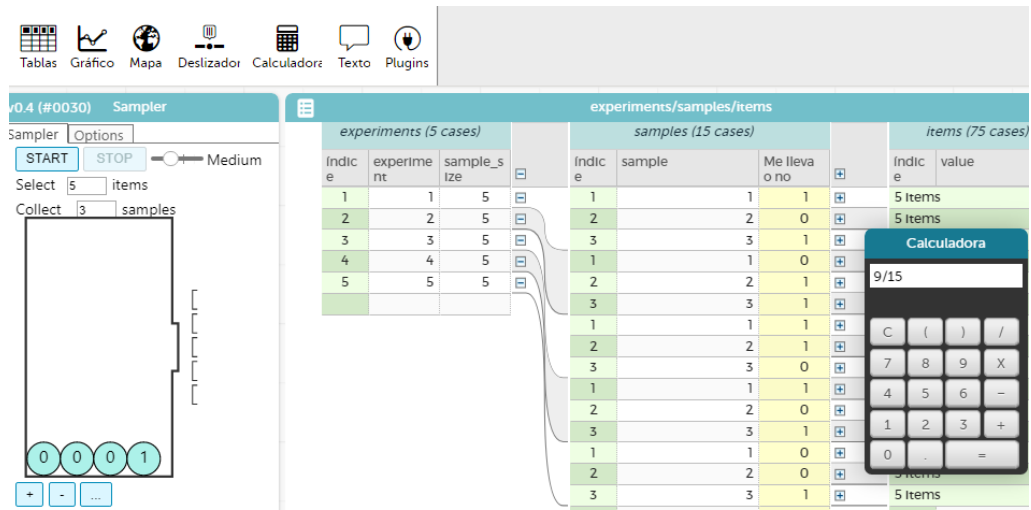 Tablas Gráfico Mapa Deslizador Calculadora Texto Plugins
v0.4 (#0030) Sampler
experiments/samples/items
Sampler Options
experiments (5 cases) samples (15 cases) items (75 cases)
START STOP Medium
Select 5 items
Collect 3 samples
índic
e experime
nt sample_s
ize índic
e sample Me lleva
o no índic
e value
1 1 5 1 1 1 5 items
2 2 5 2 2 0 5 items
3 3 5 3 3 1
4 4 5 1 1 0
5 5 5 2 2 1
3 3 1
1 1 1
2 2 1
3 3 0
1 1 1
2 2 0
3 3 1
1 1 0
2 2 0 5 items
3 3 1 5 items
Calculadora
9/15
C ( ) /
7 8 9 X
4 5 6 -
1 2 3 +
0 . =
0 0 0 1
+ - ...